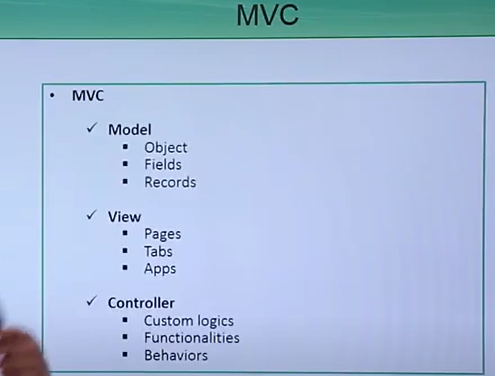 MVC
• MVC
✓ Model
▪ Object
▪ Fields
▪ Records
✓ View
▪ Pages
▪ Tabs
▪ Apps
✓ Controller
▪ Custom logics
▪ Functionalities
▪ Behaviors